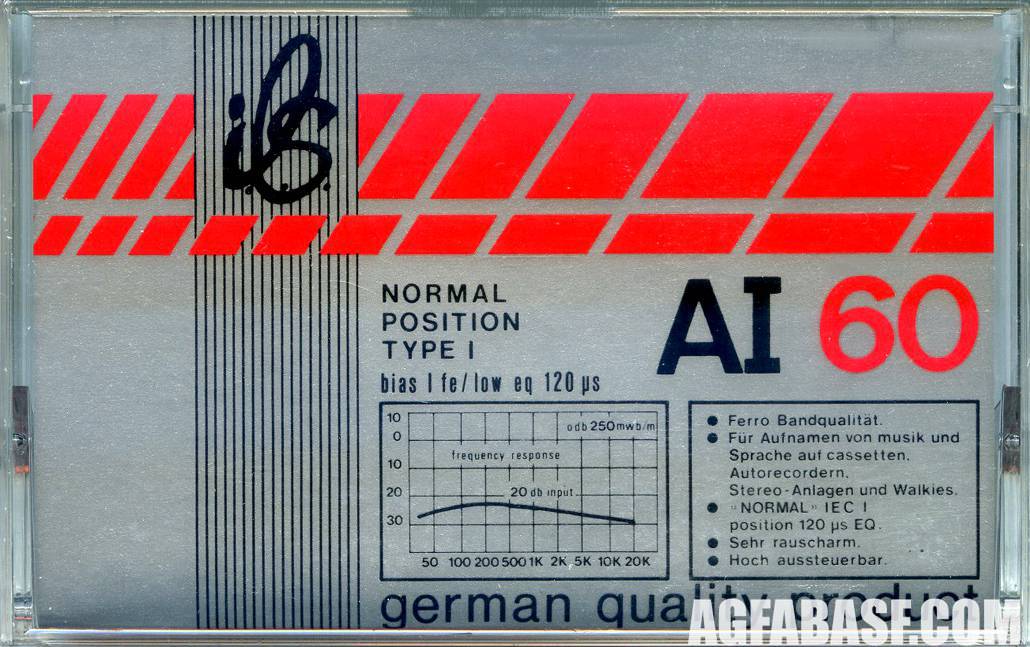 i.B.S.
NORMAL
POSITION
TYPE I
AI 60
bias I fe/low eq 120 µs
10
0
10
20
30
odb 250mwb/m
frequency response
20 db input
50 100 200 500 1K 2K 5K 10K 20K
● Ferro Bandqualität.
● Für Aufnamen von musik und
Sprache auf cassetten.
Autorecordern.
Stereo-Anlagen und Walkies.
● "NORMAL" IEC I
position 120 µs EQ.
● Sehr rauscharm.
● Hoch aussteuerbar.
german quality product
AGFABASE.COM